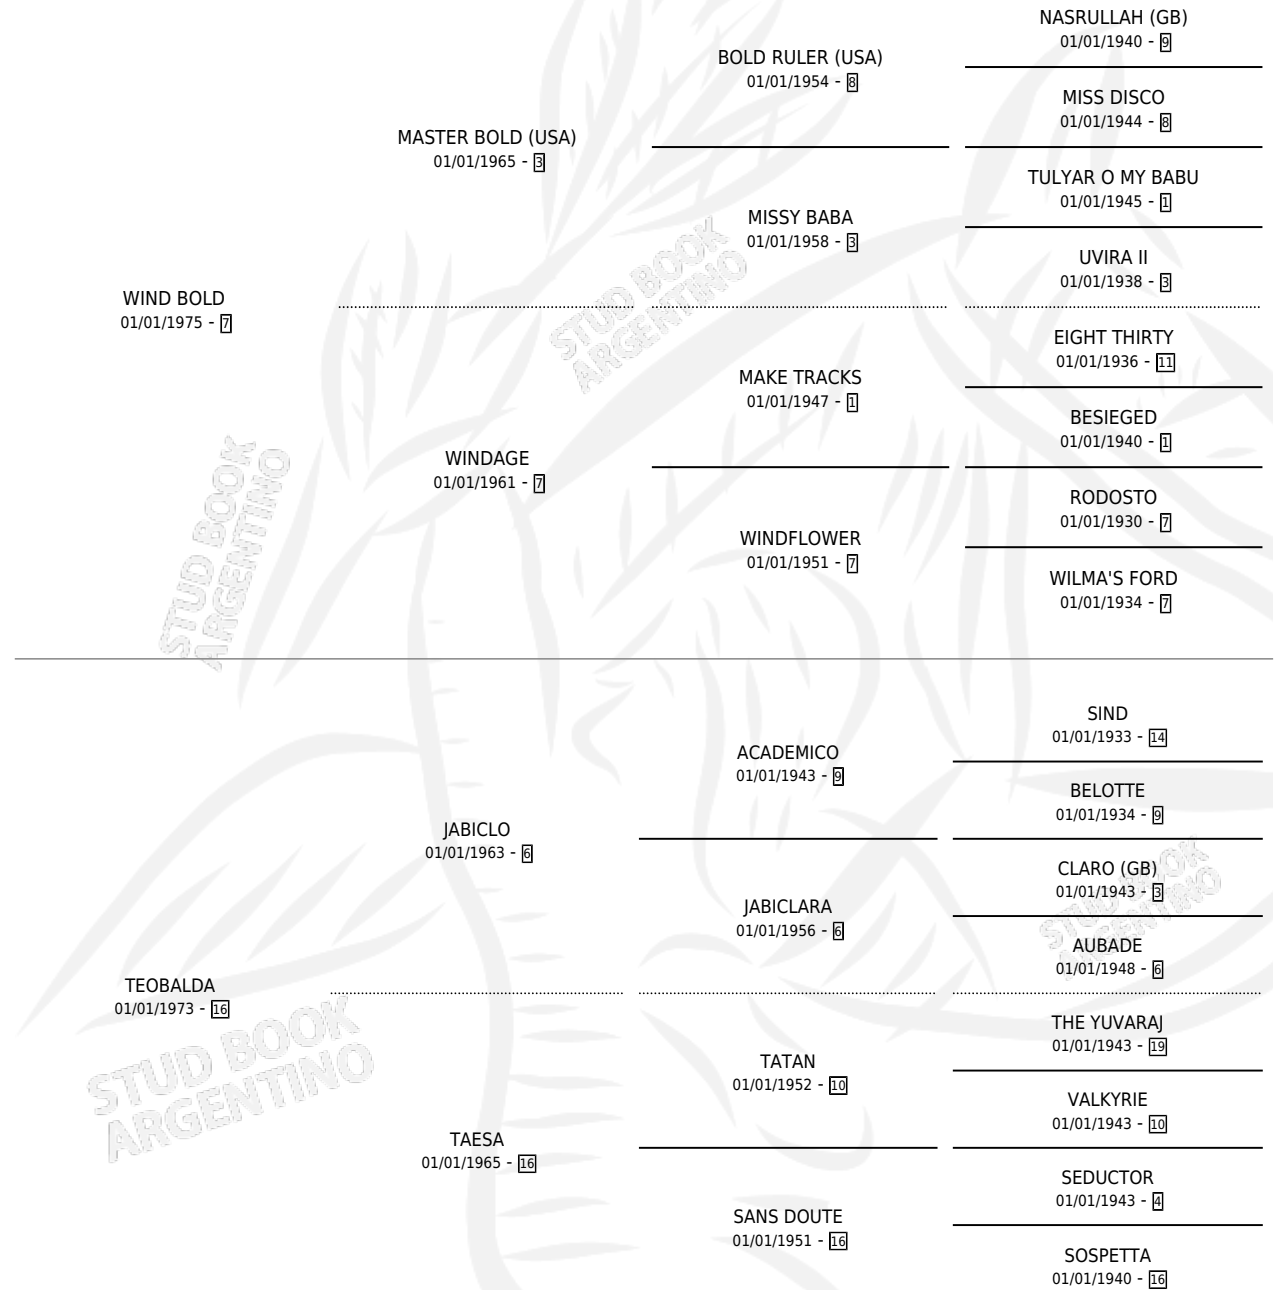 NASRULLAH (GB)
01/01/1940 - 9
BOLD RULER (USA)
01/01/1954 - 8
MISS DISCO
01/01/1944 - 8
MASTER BOLD (USA)
01/01/1965 - 3
TULYAR O MY BABU
01/01/1945 - 1
MISSY BABA
01/01/1958 - 3
UVIRA II
01/01/1938 - 3
WIND BOLD
01/01/1975 - 7
EIGHT THIRTY
01/01/1936 - 11
MAKE TRACKS
01/01/1947 - 1
BESIEGED
01/01/1940 - 1
WINDAGE
01/01/1961 - 7
RODOSTO
01/01/1930 - 7
WINDFLOWER
01/01/1951 - 7
WILMA'S FORD
01/01/1934 - 7
SIND
01/01/1933 - 14
ACADEMICO
01/01/1943 - 9
BELOTTE
01/01/1934 - 9
JABICLO
01/01/1963 - 6
CLARO (GB)
01/01/1943 - 3
JABICLARA
01/01/1956 - 6
AUBADE
01/01/1948 - 6
TEOBALDA
01/01/1973 - 16
THE YUVARAJ
01/01/1943 - 19
TATAN
01/01/1952 - 10
VALKYRIE
01/01/1943 - 10
TAESA
01/01/1965 - 16
SEDUCTOR
01/01/1943 - 4
SANS DOUTE
01/01/1951 - 16
SOSPETTA
01/01/1940 - 16
STUD BOOK
ARGENTINO
STUD BOOK
ARGENTINO
STUD BOOK
ARGENTINO
STUD BOOK
ARGENTINO